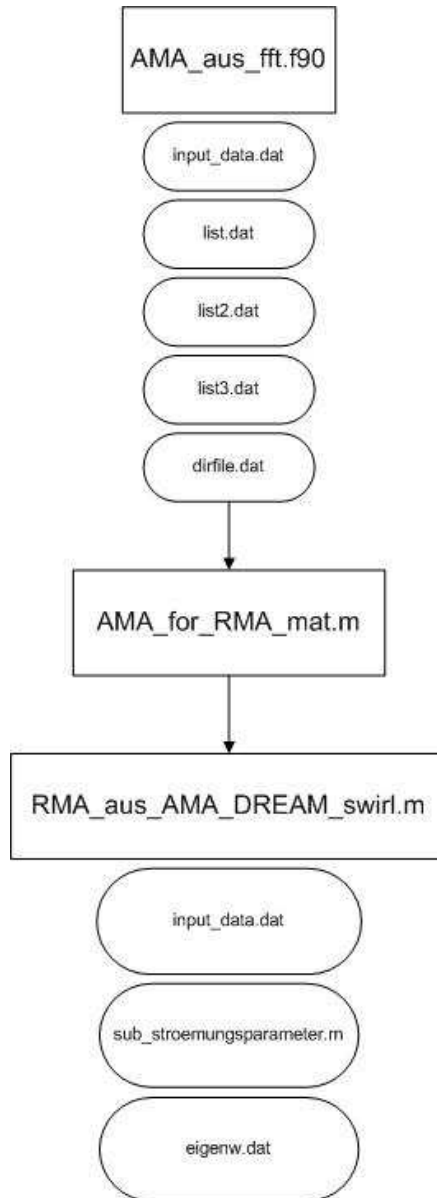 AMA_aus_fft.f90
input_data.dat
list.dat
list2.dat
list3.dat
dirfile.dat
AMA_for_RMA_mat.m
RMA_aus_AMA_DREAM_swirl.m
input_data.dat
sub_stroemungsparameter.m
eigenw.dat